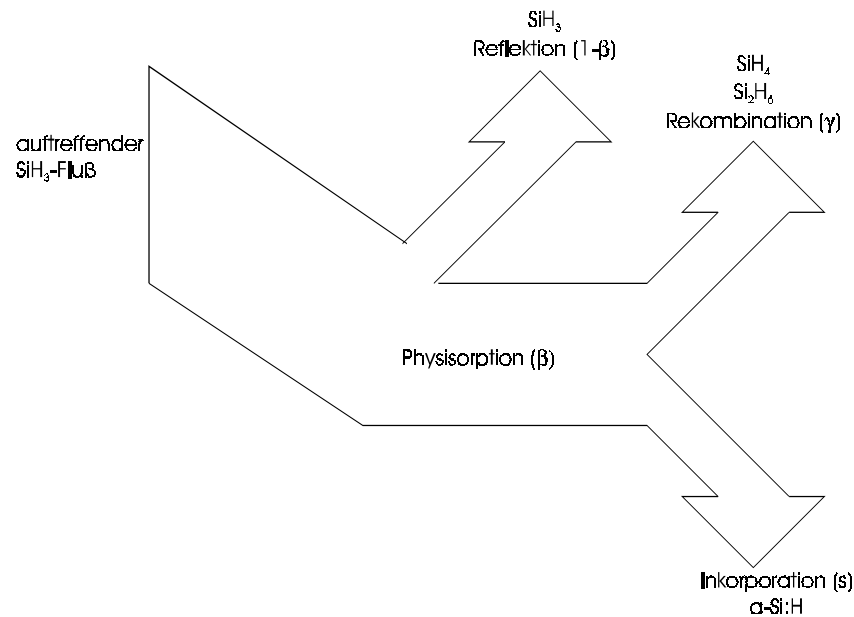 SiH₃
Reflektion (1-β)
SiH₄
Si₂H₆
Rekombination (γ)
auftreffender
SiH₃-Fluß
Physisorption (β)
Inkorporation (s)
a-Si:H